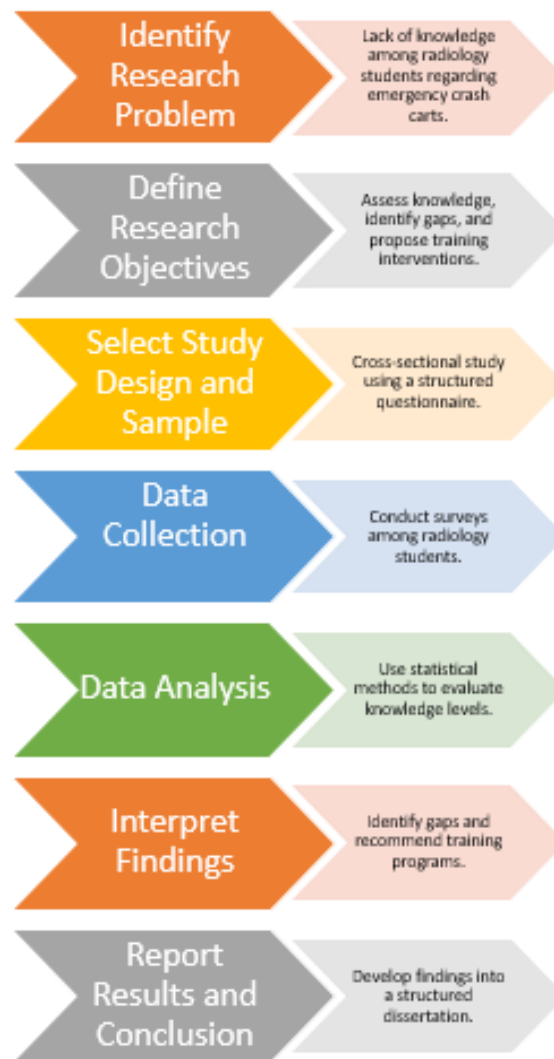 Identify
Research
Problem
Lack of knowledge
among radiology
students regarding
emergency crash
carts.
Define
Research
Objectives
Assess knowledge,
identify gaps, and
propose training
interventions.
Select Study
Design and
Sample
Cross-sectional study
using a structured
questionnaire.
Data
Collection
Conduct surveys
among radiology
students.
Data Analysis
Use statistical
methods to evaluate
knowledge levels.
Interpret
Findings
Identify gaps and
recommend training
programs.
Report
Results and
Conclusion
Develop findings into
a structured
dissertation.